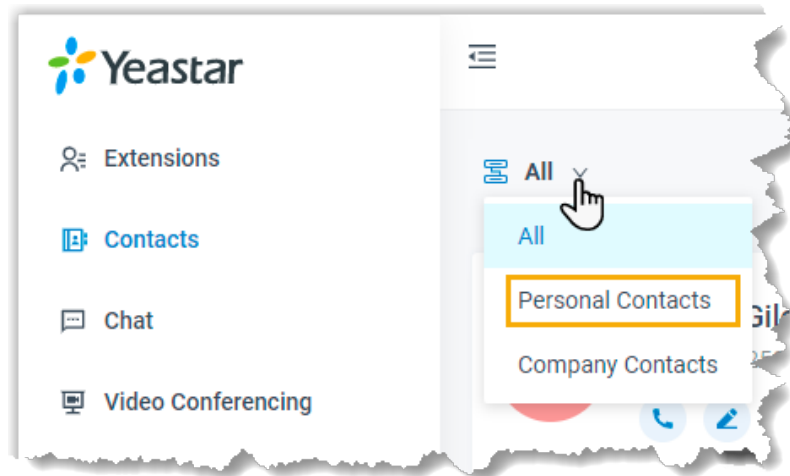 Yeastar
Extensions
Contacts
Chat
Video Conferencing
All
All
Personal Contacts
Company Contacts